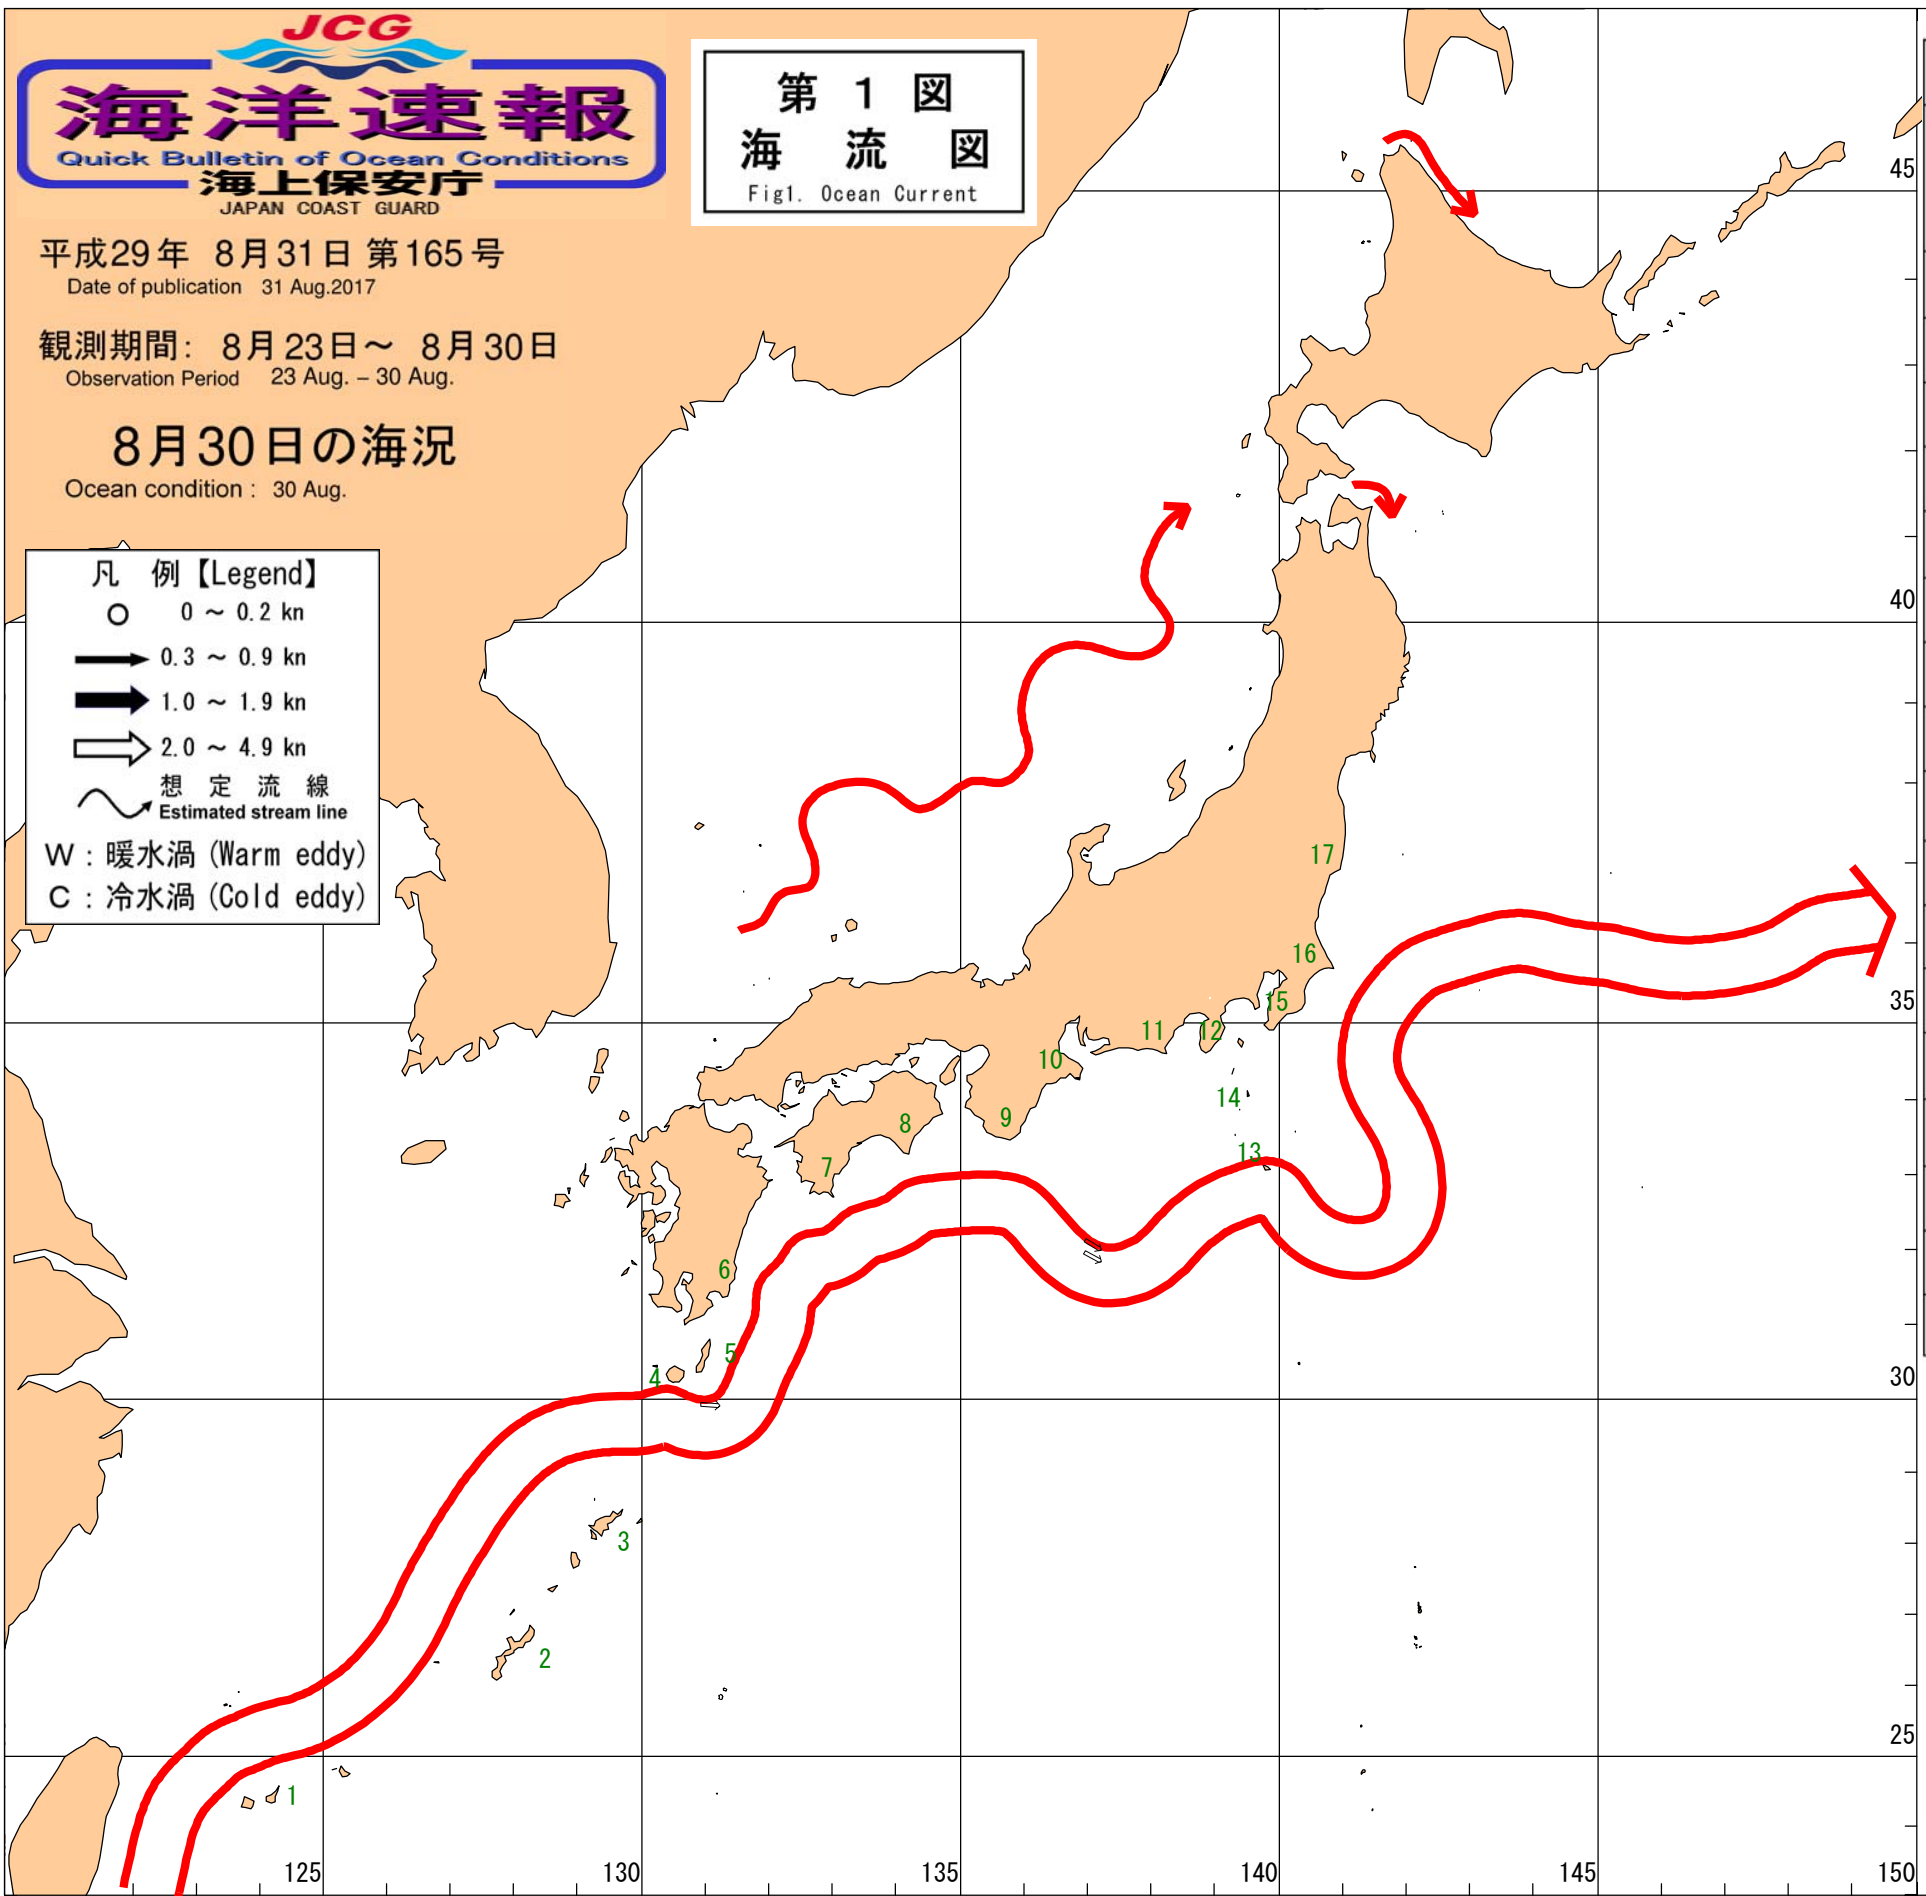 JCG
海洋速報
Quick Bulletin of Ocean Conditions
海上保安庁
JAPAN COAST GUARD
平成29年 8月31日 第165号
Date of publication 31 Aug.2017
観測期間: 8月23日～ 8月30日
Observation Period 23 Aug. – 30 Aug.
8月30日の海況
Ocean condition : 30 Aug.
第 1 図
海 流 図
Fig1. Ocean Current
凡 例【Legend】
0 ～ 0.2 kn
0.3 ～ 0.9 kn
1.0 ～ 1.9 kn
2.0 ～ 4.9 kn
想 定 流 線
Estimated stream line
W : 暖水渦 (Warm eddy)
C : 冷水渦 (Cold eddy)
45
40
17
16
35
15
12
11
10
14
9
8
13
7
6
5
4
30
3
2
25
1
125
130
135
140
145
150